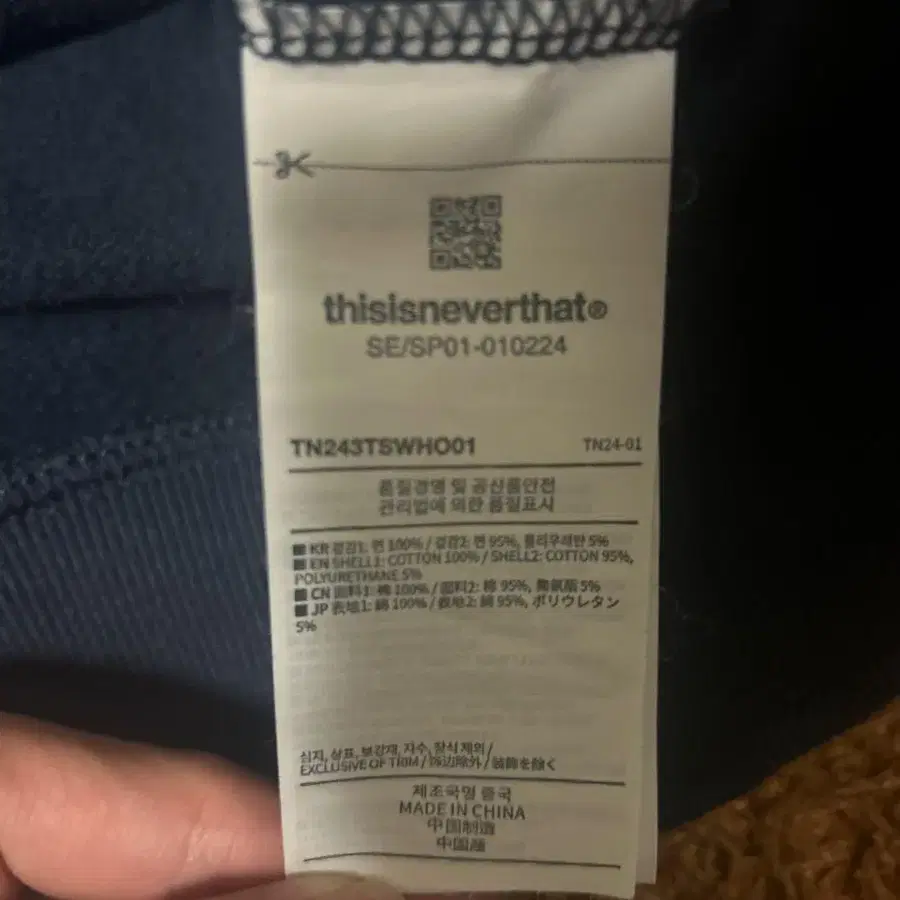 thisisneverthat®
SE/SP01-010224
TN243TSWHO01 TN24-01
품질경영 및 공산품안전
관리법에 의한 품질표시
KR 겉감1: 면 100% / 겉감2: 면 95%, 폴리우레탄 5%
EN SHELL1: COTTON 100% / SHELL2: COTTON 95%,
POLYURETHANE 5%
CN 面料1: 棉 100% / 面料2: 棉 95%, 聚氨酯 5%
JP 表地1: 綿 100% / 表地2: 綿 95%, ポリウレタン
5%
심지, 상표, 보강재, 자수, 장식 제외 /
EXCLUSIVE OF TRIM / 饰边除外 / 装飾を除く
제조국명 중국
MADE IN CHINA
中国制造
中国産